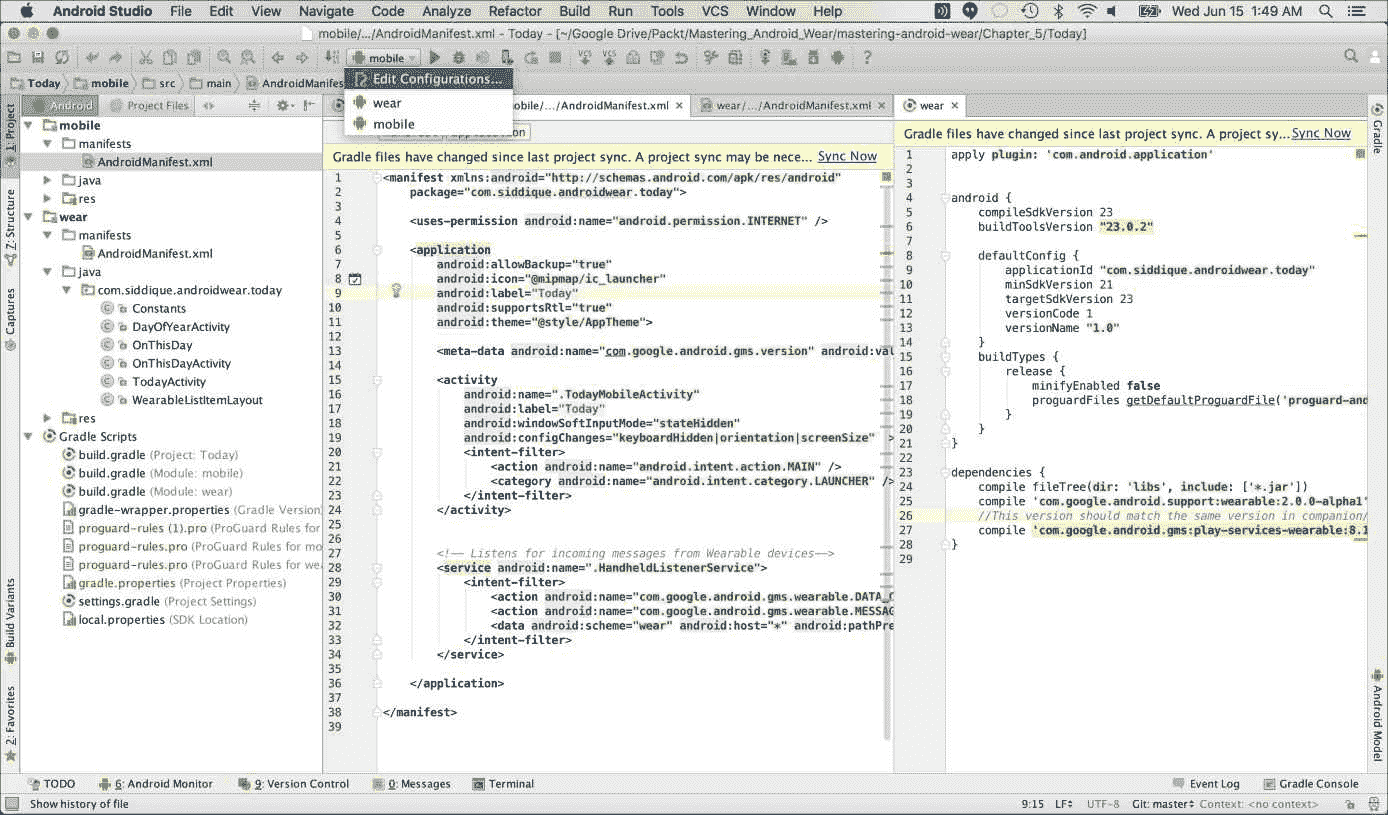 Android Studio File Edit View Navigate Code Analyze Refactor Build Run Tools VCS Window Help Wed Jun 15 1:49 AM
mobile/.../AndroidManifest.xml - Today - [~/Google Drive/Packt/Mastering_Android_Wear/mastering-android-wear/Chapter_5/Today]
mobile
Today mobile src main AndroidManifes
Edit Configurations...
wear
mobile
Android Project Files
obile/.../AndroidManifest.xml wear/.../AndroidManifest.xml wear
1: Project
Z: Structure
Captures
Build Variants
2: Favorites
mobile
manifests
AndroidManifest.xml
java
res
wear
manifests
AndroidManifest.xml
java
com.siddique.androidwear.today
Constants
DayOfYearActivity
OnThisDay
OnThisDayActivity
TodayActivity
WearableListItemLayout
res
Gradle Scripts
build.gradle (Project: Today)
build.gradle (Module: mobile)
build.gradle (Module: wear)
gradle-wrapper.properties (Gradle Version
proguard-rules (1).pro (ProGuard Rules for
proguard-rules.pro (ProGuard Rules for mo
proguard-rules.pro (ProGuard Rules for wea
gradle.properties (Project Properties)
settings.gradle (Project Settings)
local.properties (SDK Location)
Gradle files have changed since last project sync. A project sync may be nece... Sync Now
1 <manifest xmlns:android="http://schemas.android.com/apk/res/android"
2 package="com.siddique.androidwear.today">
3
4 <uses-permission android:name="android.permission.INTERNET" />
5
6 <application
7 android:allowBackup="true"
8 android:icon="@mipmap/ic_launcher"
9 android:label="Today"
10 android:supportsRtl="true"
11 android:theme="@style/AppTheme">
12
13 <meta-data android:name="com.google.android.gms.version" android:val
14
15 <activity
16 android:name=".TodayMobileActivity"
17 android:label="Today"
18 android:windowSoftInputMode="stateHidden"
19 android:configChanges="keyboardHidden|orientation|screenSize" >
20 <intent-filter>
21 <action android:name="android.intent.action.MAIN" />
22 <category android:name="android.intent.category.LAUNCHER" />
23 </intent-filter>
24 </activity>
25
26
27 <!-- Listens for incoming messages from Wearable devices-->
28 <service android:name=".HandheldListenerService">
29 <intent-filter>
30 <action android:name="com.google.android.gms.wearable.DATA_C
31 <action android:name="com.google.android.gms.wearable.MESSAG
32 <data android:scheme="wear" android:host="*" android:pathPre
33 </intent-filter>
34 </service>
35
36 </application>
37
38 </manifest>
39
Gradle files have changed since last project sync. A project sy... Sync Now
1 apply plugin: 'com.android.application'
2
3
4 android {
5 compileSdkVersion 23
6 buildToolsVersion "23.0.2"
7
8 defaultConfig {
9 applicationId "com.siddique.androidwear.today"
10 minSdkVersion 21
11 targetSdkVersion 23
12 versionCode 1
13 versionName "1.0"
14 }
15 buildTypes {
16 release {
17 minifyEnabled false
18 proguardFiles getDefaultProguardFile('proguard-and
19 }
20 }
21 }
22
23 dependencies {
24 compile fileTree(dir: 'libs', include: ['*.jar'])
25 compile 'com.google.android.support:wearable:2.0.0-alpha1'
26 //This version should match the same version in companion/
27 compile 'com.google.android.gms:play-services-wearable:8.1
28 }
29
Gradle
Android Model
TODO 6: Android Monitor 9: Version Control 0: Messages Terminal Event Log Gradle Console
Show history of file 9:15 LF UTF-8 Git: master Context: <no context>